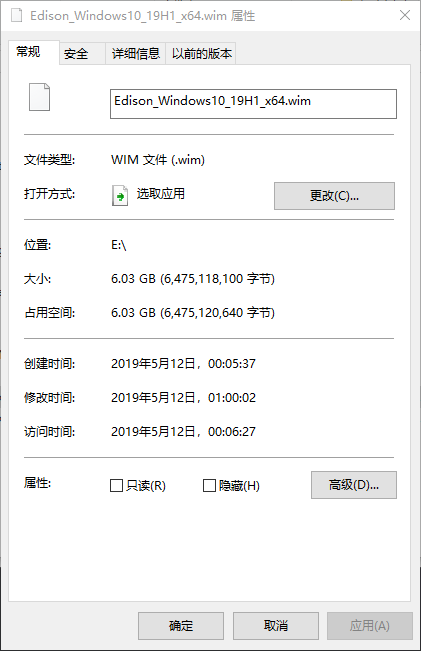 Edison_Windows10_19H1_x64.wim 属性
常规 安全 详细信息 以前的版本
Edison_Windows10_19H1_x64.wim
文件类型: WIM 文件 (.wim)
打开方式: 选取应用 更改(C)...
位置: E:\
大小: 6.03 GB (6,475,118,100 字节)
占用空间: 6.03 GB (6,475,120,640 字节)
创建时间: 2019年5月12日，00:05:37
修改时间: 2019年5月12日，01:00:02
访问时间: 2019年5月12日，00:06:27
属性: 只读(R) 隐藏(H) 高级(D)...
确定 取消 应用(A)